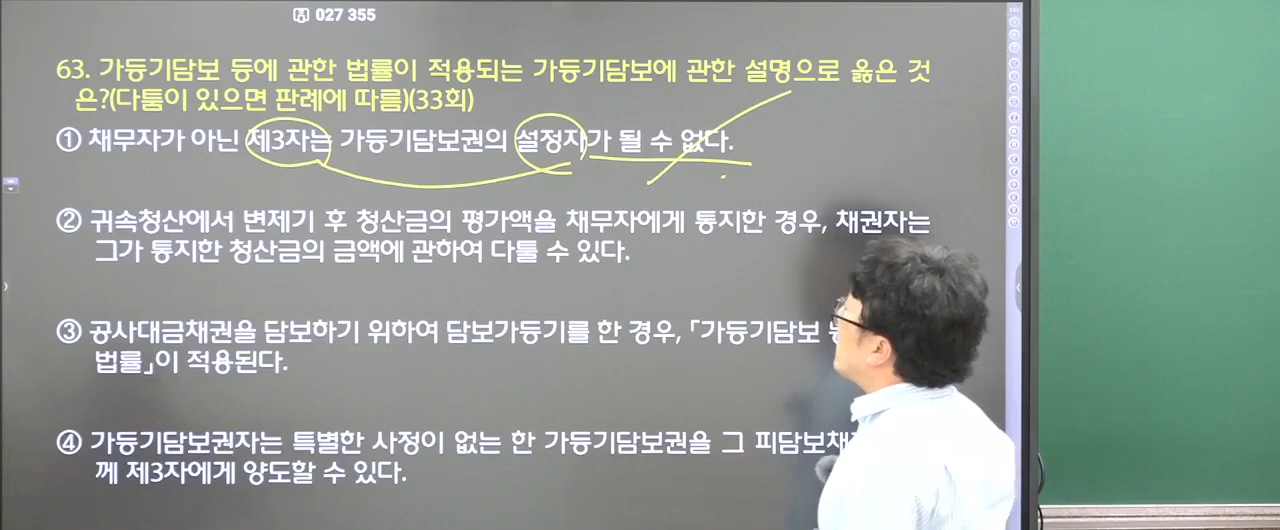 027 355
63. 가등기담보 등에 관한 법률이 적용되는 가등기담보에 관한 설명으로 옳은 것
은?(다툼이 있으면 판례에 따름)(33회)
① 채무자가 아닌 제3자는 가등기담보권의 설정자가 될 수 없다.
② 귀속청산에서 변제기 후 청산금의 평가액을 채무자에게 통지한 경우, 채권자는
그가 통지한 청산금의 금액에 관하여 다툴 수 있다.
③ 공사대금채권을 담보하기 위하여 담보가등기를 한 경우, 「가등기담보
법률」이 적용된다.
④ 가등기담보권자는 특별한 사정이 없는 한 가등기담보권을 그 피담보채
께 제3자에게 양도할 수 있다.